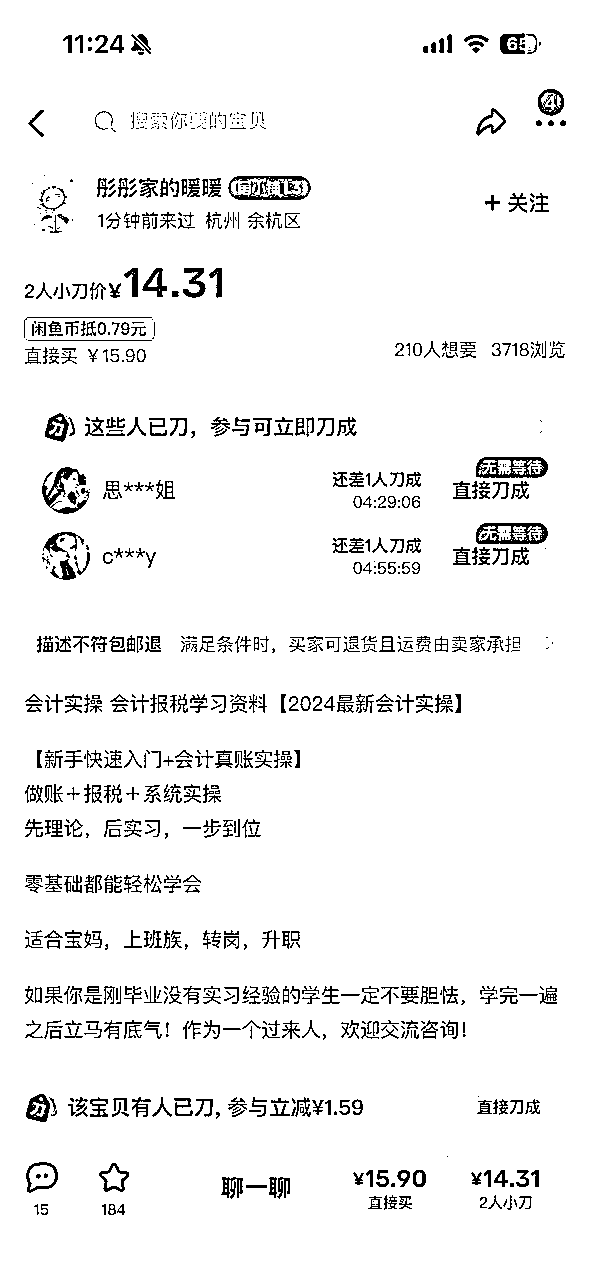 11:24
65
搜索你要的宝贝
彤彤家的暖暖
1分钟前来过 杭州 余杭区
+ 关注
2人小刀价¥14.31
闲鱼币抵0.79元
直接买 ¥15.90
210人想要 3718浏览
这些人已刀，参与可立即刀成
思***姐
还差1人刀成
04:29:06
无需等待
直接刀成
c***y
还差1人刀成
04:55:59
无需等待
直接刀成
描述不符包邮退 满足条件时，买家可退货且运费由卖家承担
会计实操 会计报税学习资料【2024最新会计实操】
【新手快速入门+会计真账实操】
做账＋报税＋系统实操
先理论，后实习，一步到位
零基础都能轻松学会
适合宝妈，上班族，转岗，升职
如果你是刚毕业没有实习经验的学生一定不要胆怯，学完一遍
之后立马有底气！作为一个过来人，欢迎交流咨询！
该宝贝有人已刀, 参与立减¥1.59
直接刀成
15
184
聊一聊
¥15.90
直接买
¥14.31
2人小刀